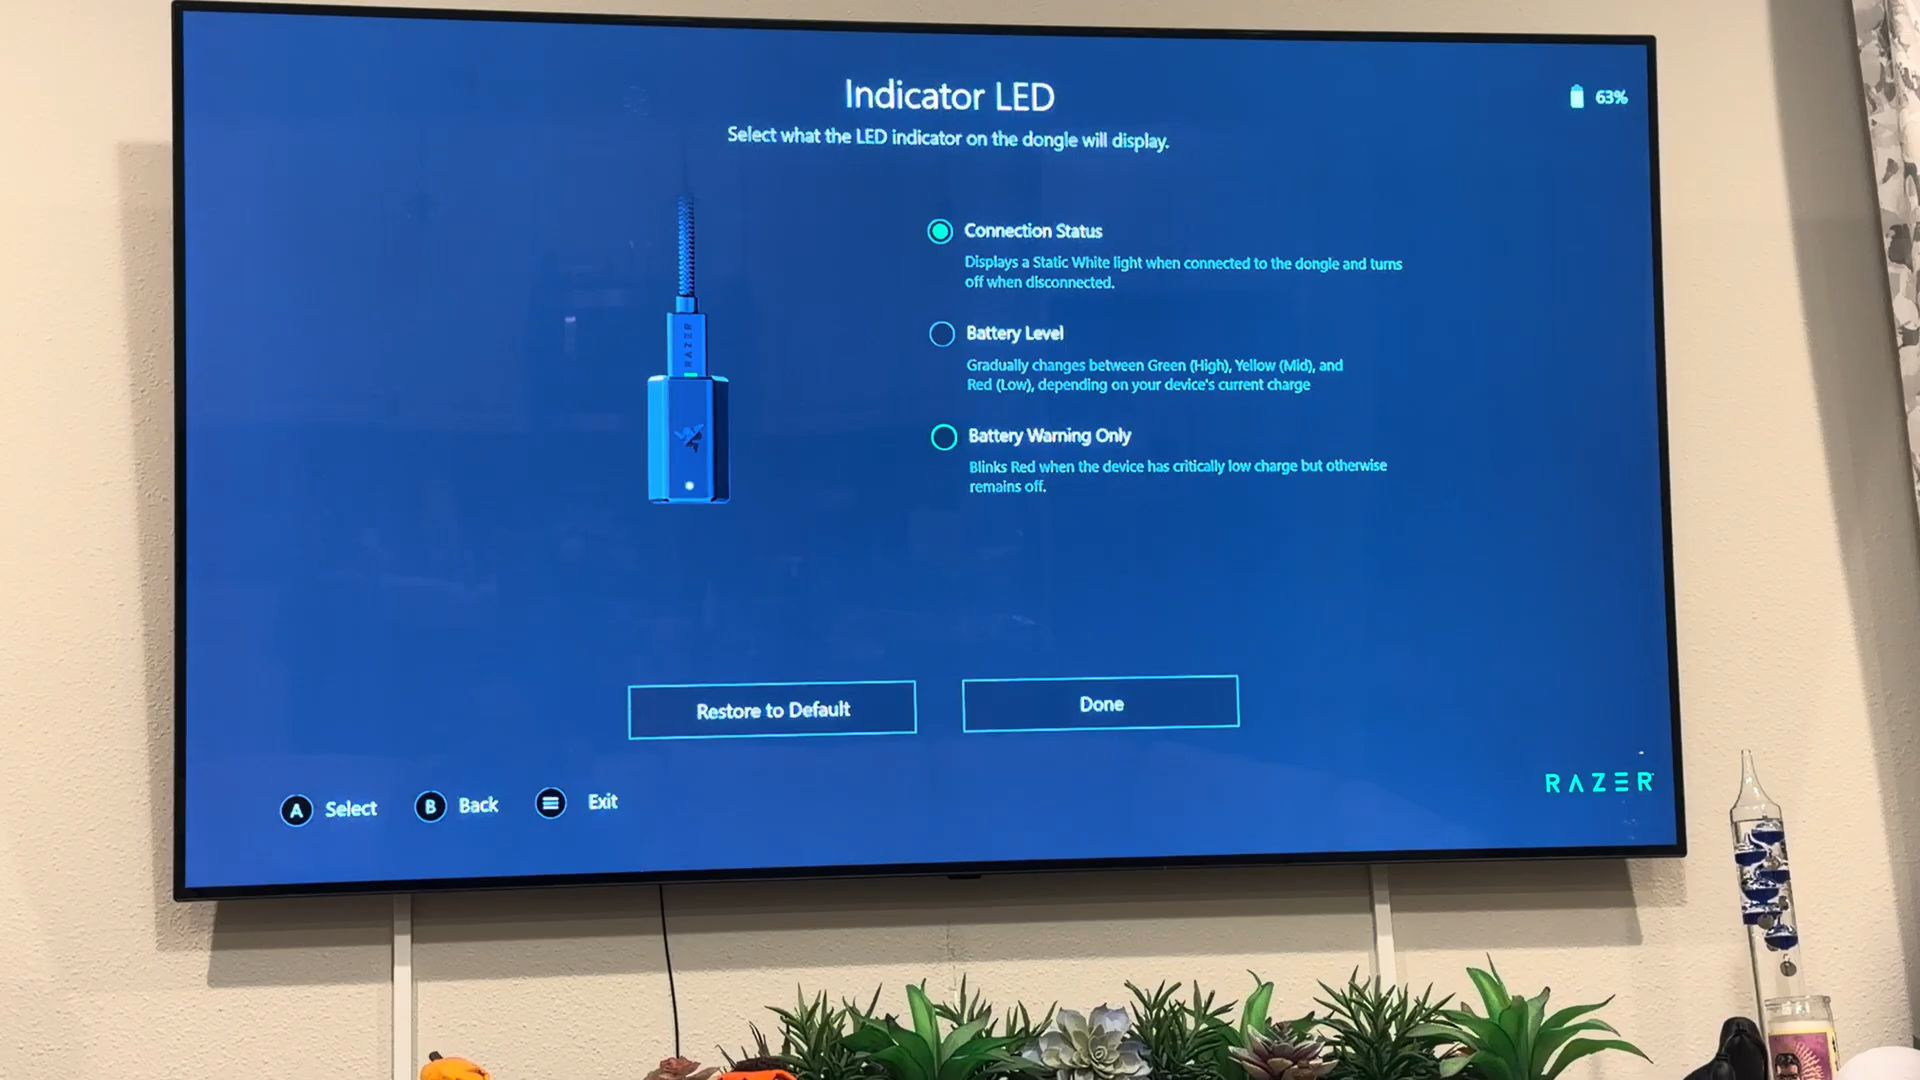 Indicator LED
63%
Select what the LED indicator on the dongle will display.
Connection Status
Displays a Static White light when connected to the dongle and turns
off when disconnected.
RAZER
Battery Level
Gradually changes between Green (High), Yellow (Mid), and
Red (Low), depending on your device's current charge
Battery Warning Only
Blinks Red when the device has critically low charge but otherwise
remains off.
Restore to Default
Done
RAZER
A Select
B Back
Exit